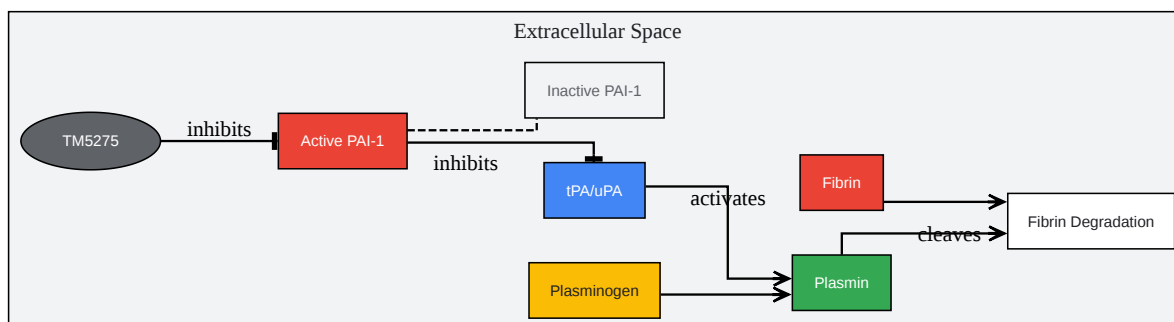 Extracellular Space
Inactive PAI-1
TM5275
inhibits
Active PAI-1
inhibits
tPA/uPA
activates
Fibrin
Fibrin Degradation
cleaves
Plasminogen
Plasmin